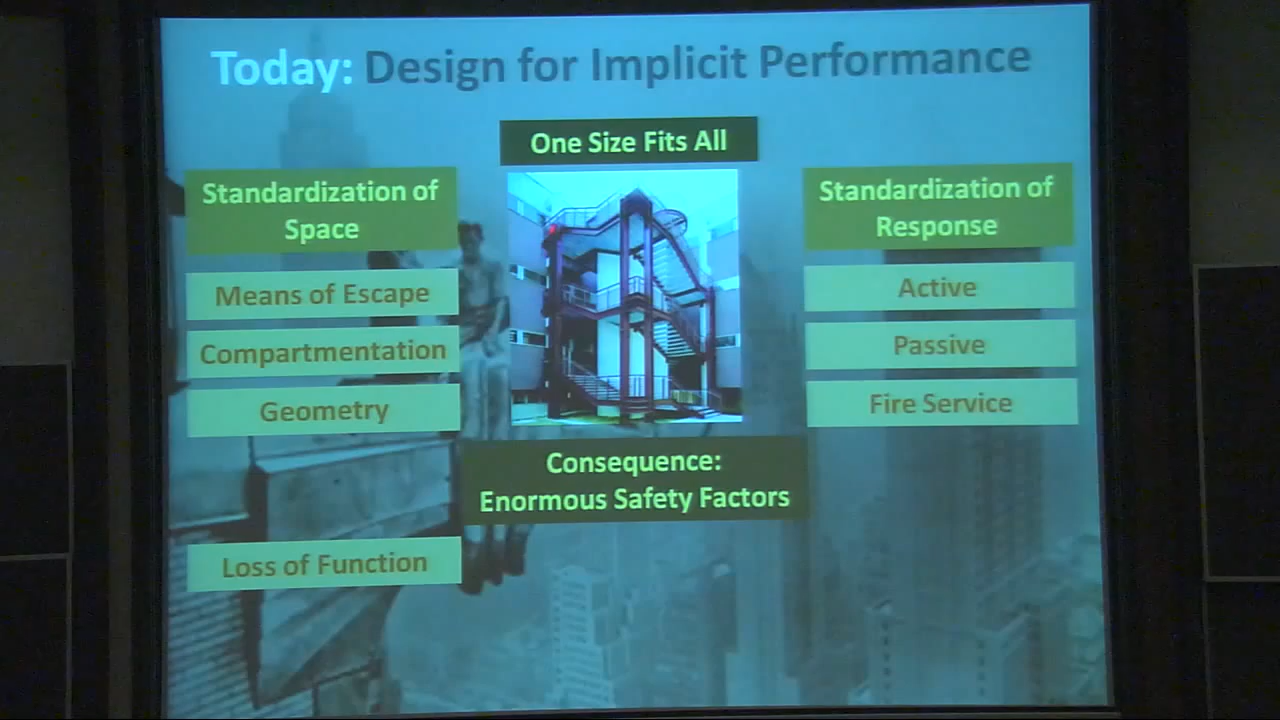 Today: Design for Implicit Performance
One Size Fits All
Standardization of
Space
Means of Escape
Compartmentation
Geometry
Loss of Function
Standardization of
Response
Active
Passive
Fire Service
Consequence:
Enormous Safety Factors